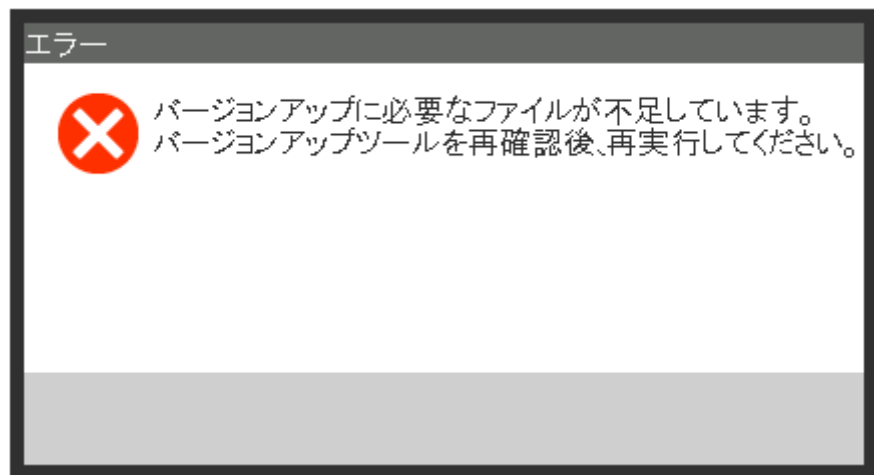 エラー
バージョンアップに必要なファイルが不足しています。
バージョンアップツールを再確認後、再実行してください。